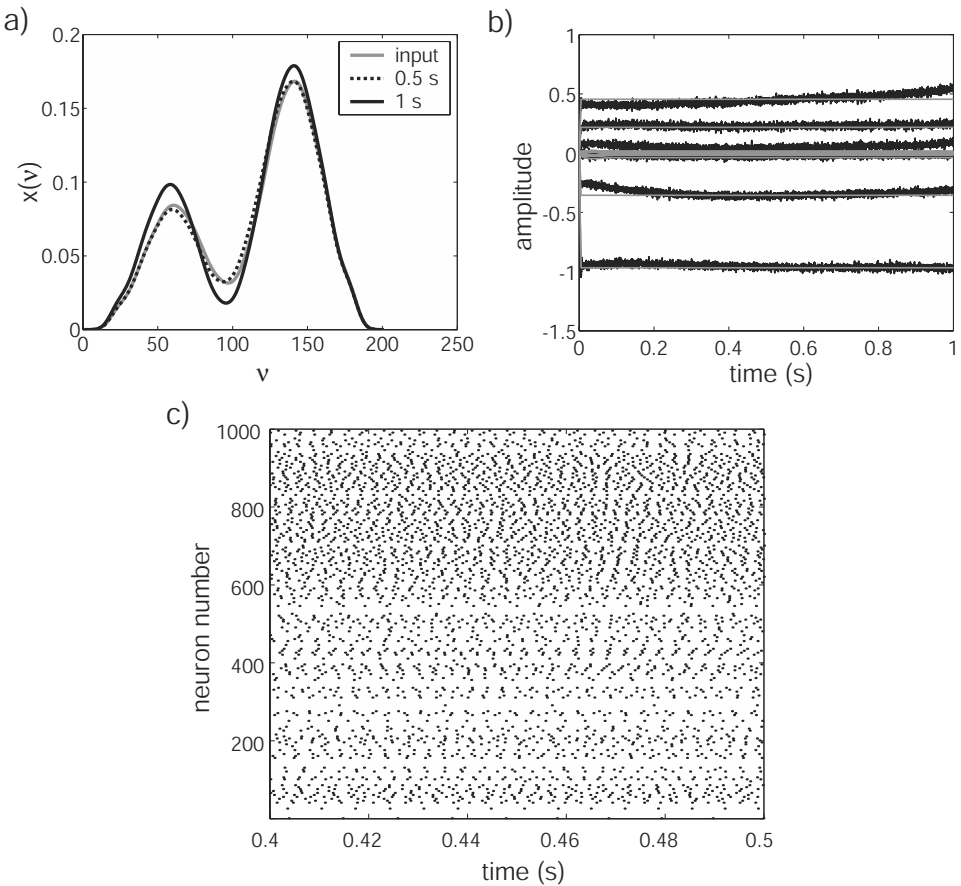 a)
0.2
0.15
0.1
0.05
0
x(ν)
0 50 100 150 200 250
ν
input
0.5 s
1 s
b)
1
0.5
0
-0.5
-1
-1.5
amplitude
0 0.2 0.4 0.6 0.8 1
time (s)
c)
1000
800
600
400
200
neuron number
0.4 0.42 0.44 0.46 0.48 0.5
time (s)